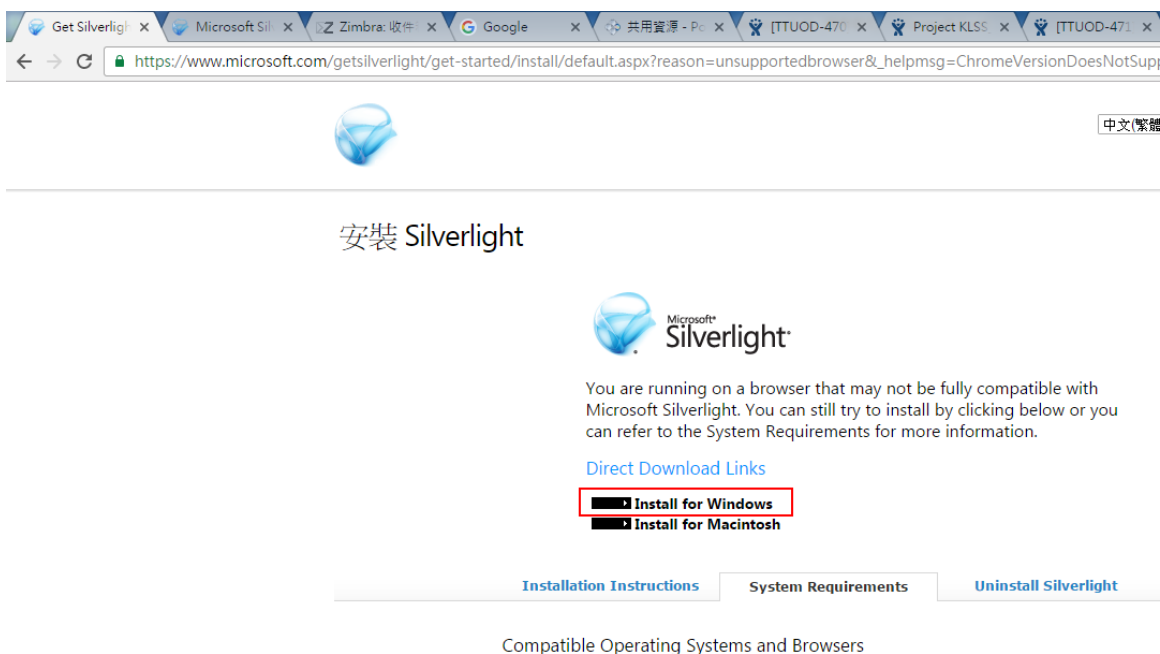 Get Silverligh
Microsoft Sil
Zimbra: 收件
Google
共用資源 - Po
[TTUOD-470
Project KLSS
[TTUOD-471
https://www.microsoft.com/getsilverlight/get-started/install/default.aspx?reason=unsupportedbrowser&_helpmsg=ChromeVersionDoesNotSupp
中文(繁體
安裝 Silverlight
Microsoft®
Silverlight®
You are running on a browser that may not be fully compatible with
Microsoft Silverlight. You can still try to install by clicking below or you
can refer to the System Requirements for more information.
Direct Download Links
Install for Windows
Install for Macintosh
Installation Instructions
System Requirements
Uninstall Silverlight
Compatible Operating Systems and Browsers